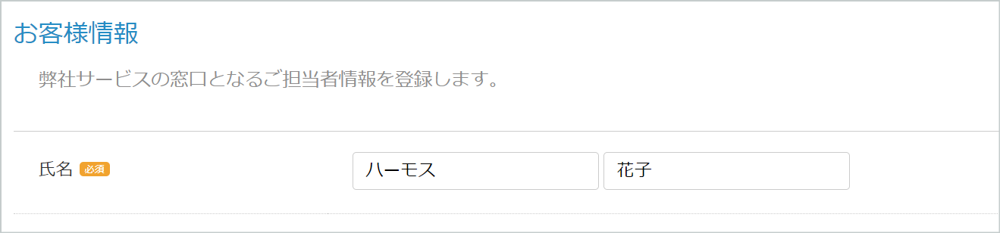 お客様情報
弊社サービスの窓口となるご担当者情報を登録します。
氏名 必須 ハーモス 花子